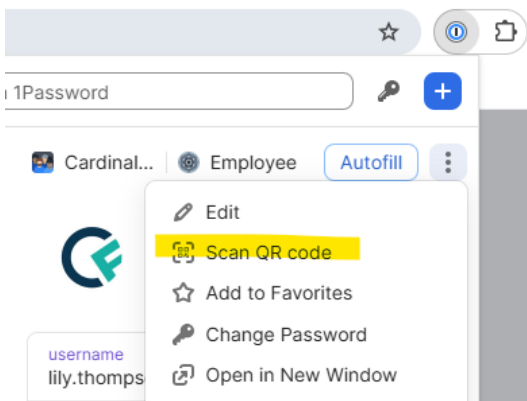 1Password
Cardinal... Employee Autofill
Edit
Scan QR code
Add to Favorites
Change Password
Open in New Window
username
lily.thomps